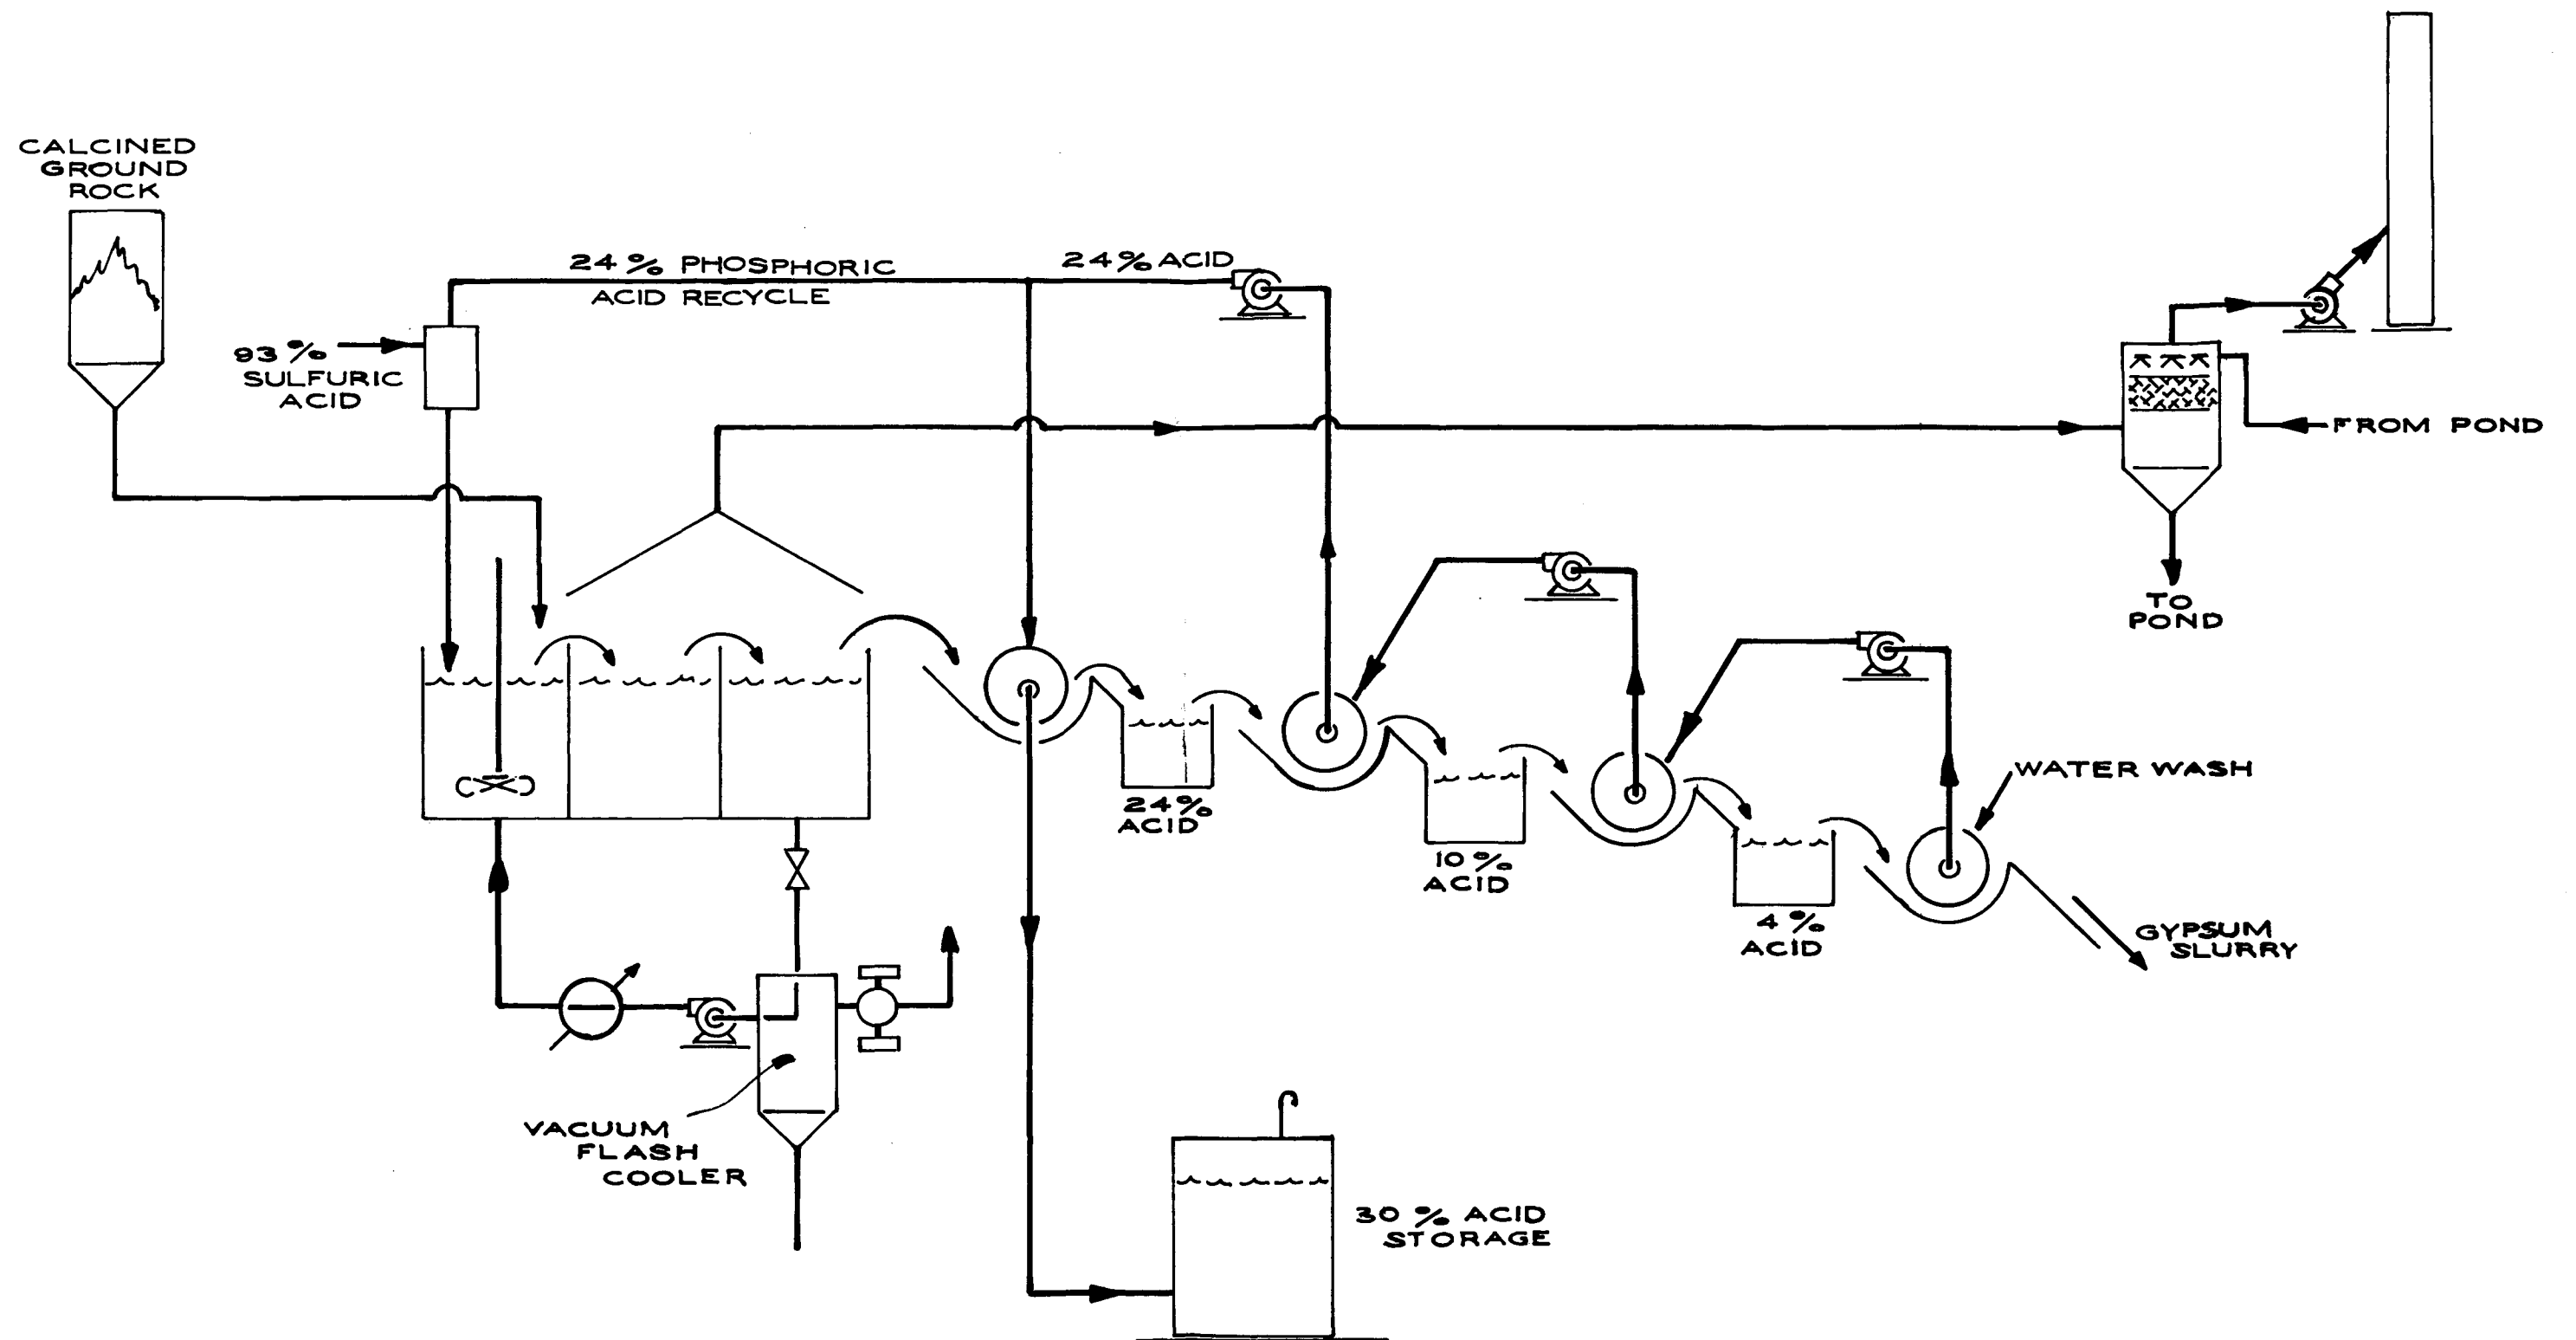 CALCINED
GROUND
ROCK
24% PHOSPHORIC
ACID RECYCLE
24% ACID
93%
SULFURIC
ACID
FROM POND
TO
POND
WATER WASH
24%
ACID
10%
ACID
4%
ACID
GYPSUM
SLURRY
VACUUM
FLASH
COOLER
30% ACID
STORAGE